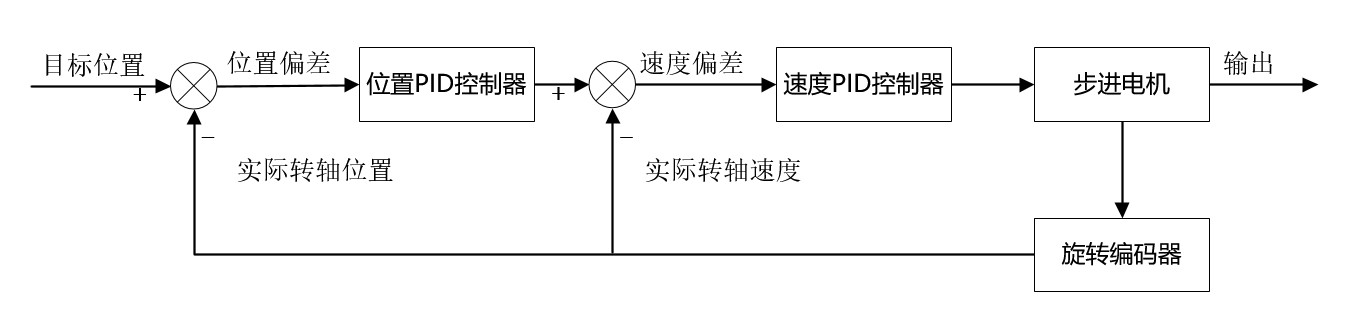 目标位置
+
−
位置偏差
位置PID控制器
+
−
速度偏差
速度PID控制器
步进电机
输出
实际转轴位置
实际转轴速度
旋转编码器